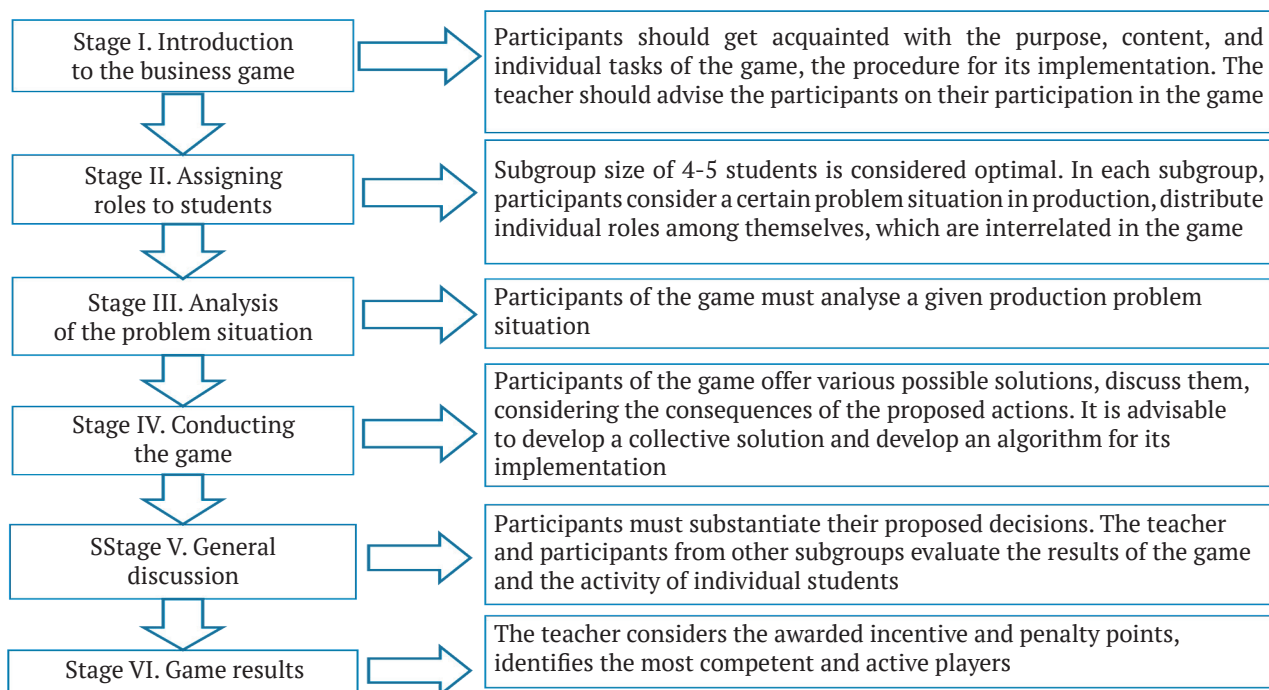 Stage I. Introduction
to the business game
Participants should get acquainted with the purpose, content, and
individual tasks of the game, the procedure for its implementation. The
teacher should advise the participants on their participation in the game
Stage II. Assigning
roles to students
Subgroup size of 4-5 students is considered optimal. In each subgroup,
participants consider a certain problem situation in production, distribute
individual roles among themselves, which are interrelated in the game
Stage III. Analysis
of the problem situation
Participants of the game must analyse a given production problem
situation
Stage IV. Conducting
the game
Participants of the game offer various possible solutions, discuss them,
considering the consequences of the proposed actions. It is advisable
to develop a collective solution and develop an algorithm for its
implementation
SStage V. General
discussion
Participants must substantiate their proposed decisions. The teacher
and participants from other subgroups evaluate the results of the game
and the activity of individual students
Stage VI. Game results
The teacher considers the awarded incentive and penalty points,
identifies the most competent and active players